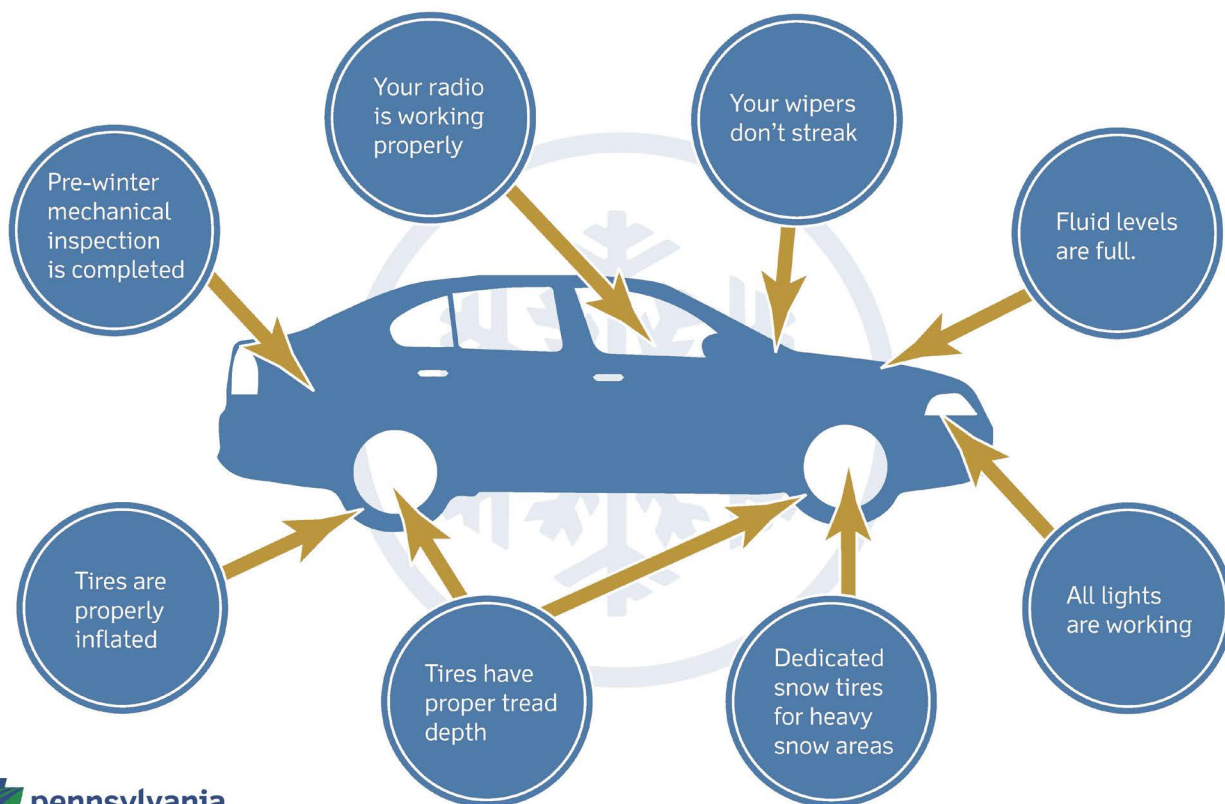 Your radio
is working
properly
Your wipers
don't streak
Pre-winter
mechanical
inspection
is completed
Fluid levels
are full.
Tires are
properly
inflated
Tires have
proper tread
depth
Dedicated
snow tires
for heavy
snow areas
All lights
are working
pennsylvania